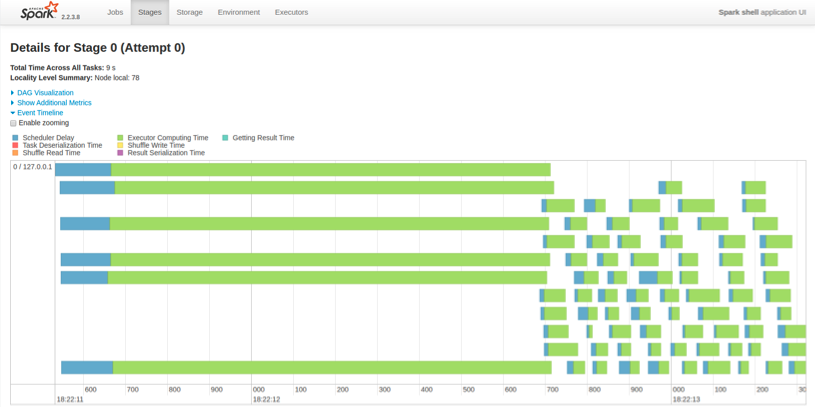 APACHE
Spark 2.2.3.8 Jobs Stages Storage Environment Executors Spark shell application UI
Details for Stage 0 (Attempt 0)
Total Time Across All Tasks: 9 s
Locality Level Summary: Node local: 78
DAG Visualization
Show Additional Metrics
Event Timeline
Enable zooming
Scheduler Delay Executor Computing Time Getting Result Time
Task Deserialization Time Shuffle Write Time
Shuffle Read Time Result Serialization Time
0 / 127.0.0.1
600 700 800 900 000 100 200 300 400 500 600 700 800 900 000 100 200 30
18:22:11 18:22:12 18:22:13